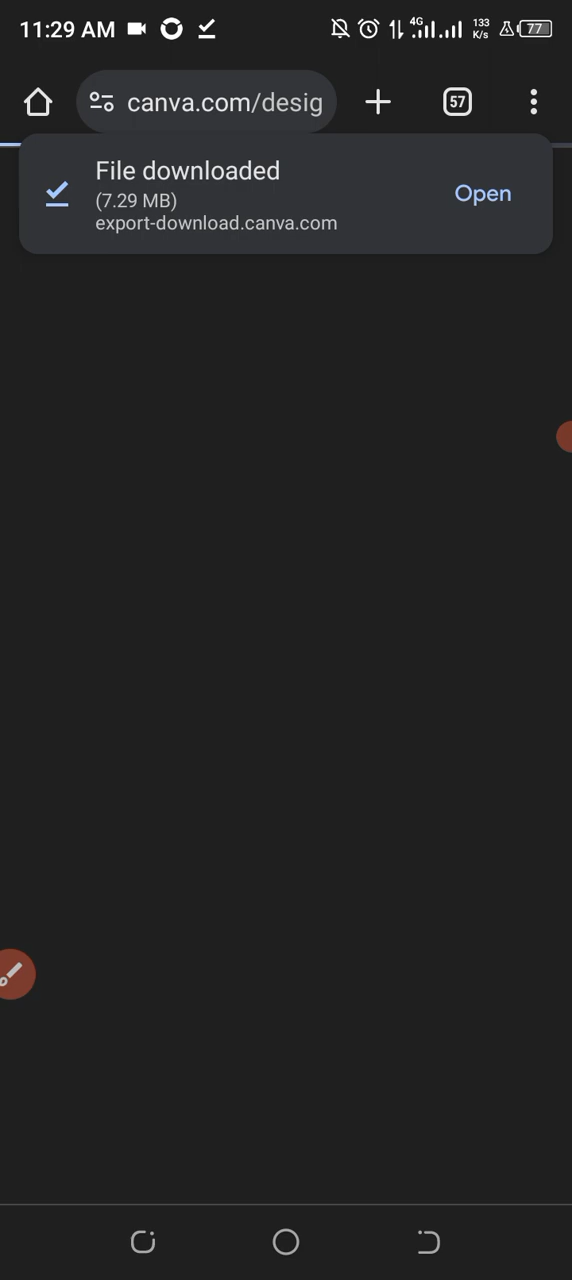 11:29 AM 4G 133 K/s 77
canva.com/desig 57
File downloaded
(7.29 MB)
Open
export-download.canva.com